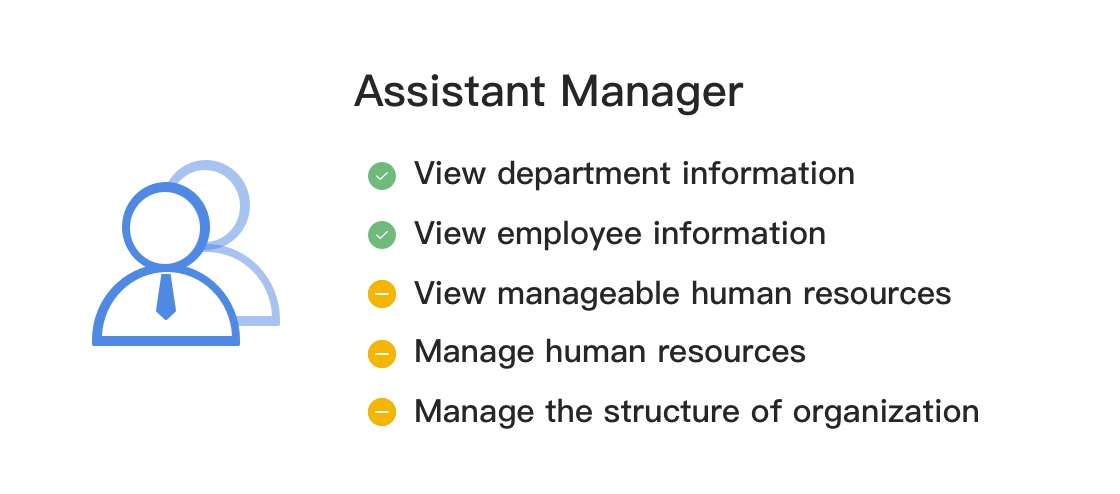 Assistant Manager
View department information
View employee information
View manageable human resources
Manage human resources
Manage the structure of organization